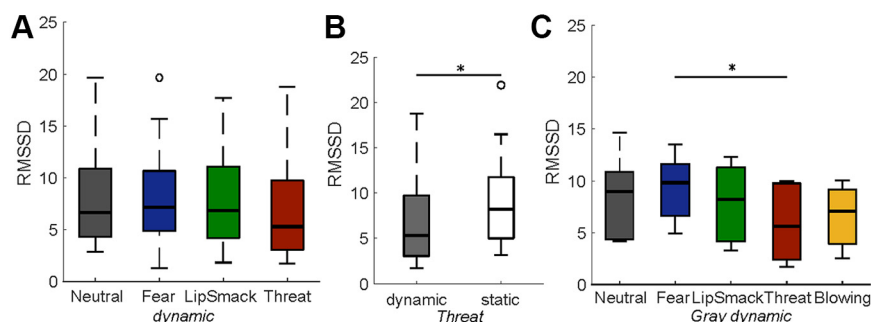 A
RMSSD
25
20
15
10
5
0
Neutral Fear LipSmack Threat
dynamic
B
RMSSD
25
20
15
10
5
0
*
dynamic static
Threat
C
RMSSD
25
20
15
10
5
0
*
Neutral Fear LipSmack Threat Blowing
Gray dynamic